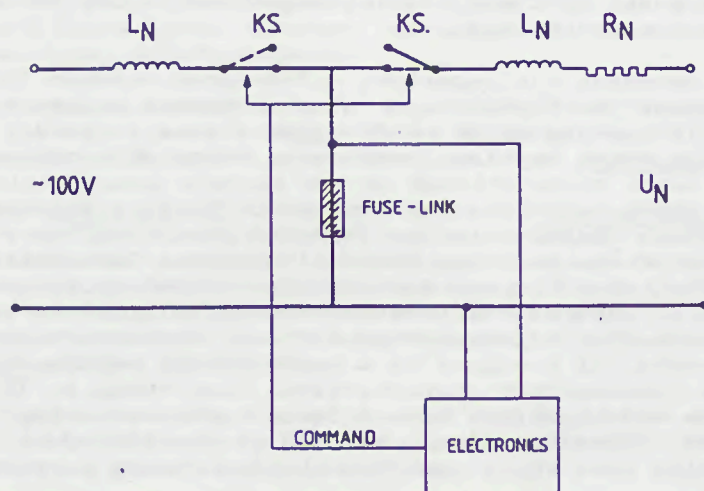 LN KS. KS. LN RN
~100V UN
FUSE-LINK
COMMAND ELECTRONICS